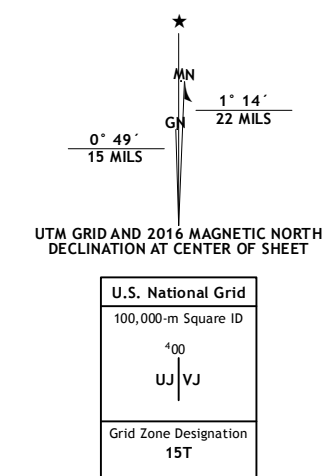 ★
MN
1° 14´
22 MILS
GN
0° 49´
15 MILS
UTM GRID AND 2016 MAGNETIC NORTH
DECLINATION AT CENTER OF SHEET
U.S. National Grid
100,000-m Square ID
⁴00
UJ VJ
Grid Zone Designation
15T